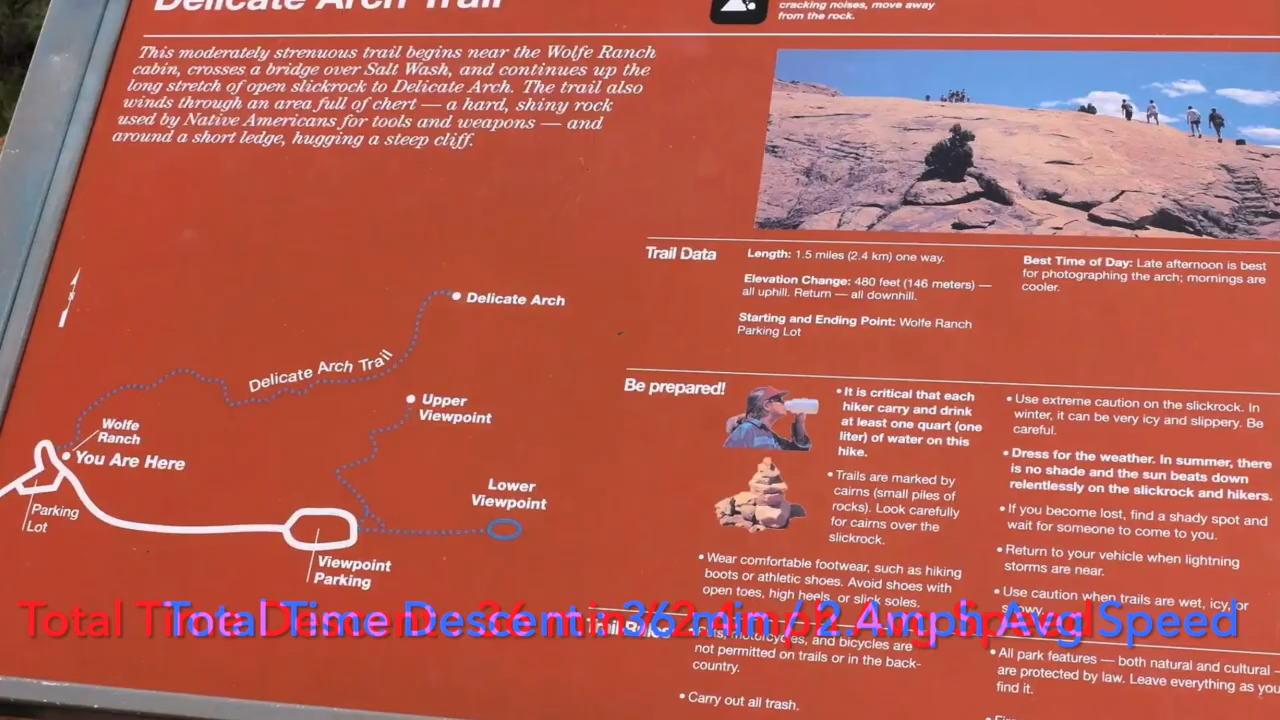 Delicate Arch Trail
cracking noises, move away
from the rock.
This moderately strenuous trail begins near the Wolfe Ranch
cabin, crosses a bridge over Salt Wash, and continues up the
long stretch of open slickrock to Delicate Arch. The trail also
winds through an area full of chert — a hard, shiny rock
used by Native Americans for tools and weapons — and
around a short ledge, hugging a steep cliff.
Delicate Arch
Delicate Arch Trail
Upper
Viewpoint
Wolfe
Ranch
You Are Here
Lower
Viewpoint
Parking
Lot
Viewpoint
Parking
Trail Data
Length: 1.5 miles (2.4 km) one way.
Elevation Change: 480 feet (146 meters) —
all uphill. Return — all downhill.
Starting and Ending Point: Wolfe Ranch
Parking Lot
Best Time of Day: Late afternoon is best
for photographing the arch; mornings are
cooler.
Be prepared!
• It is critical that each
hiker carry and drink
at least one quart (one
liter) of water on this
hike.
• Trails are marked by
cairns (small piles of
rocks). Look carefully
for cairns over the
slickrock.
• Wear comfortable footwear, such as hiking
boots or athletic shoes. Avoid shoes with
open toes, high heels, or slick soles.
• Use extreme caution on the slickrock. In
winter, it can be very icy and slippery. Be
careful.
• Dress for the weather. In summer, there
is no shade and the sun beats down
relentlessly on the slickrock and hikers.
• If you become lost, find a shady spot and
wait for someone to come to you.
• Return to your vehicle when lightning
storms are near.
• Use caution when trails are wet, icy, or
snowy.
Total Time Descent: 36 min / 2.4mph Avg Speed
Trail Rules
motorcycles, and bicycles are
not permitted on trails or in the back-
country.
• Carry out all trash.
• All park features — both natural and cultural —
are protected by law. Leave everything as you
find it.